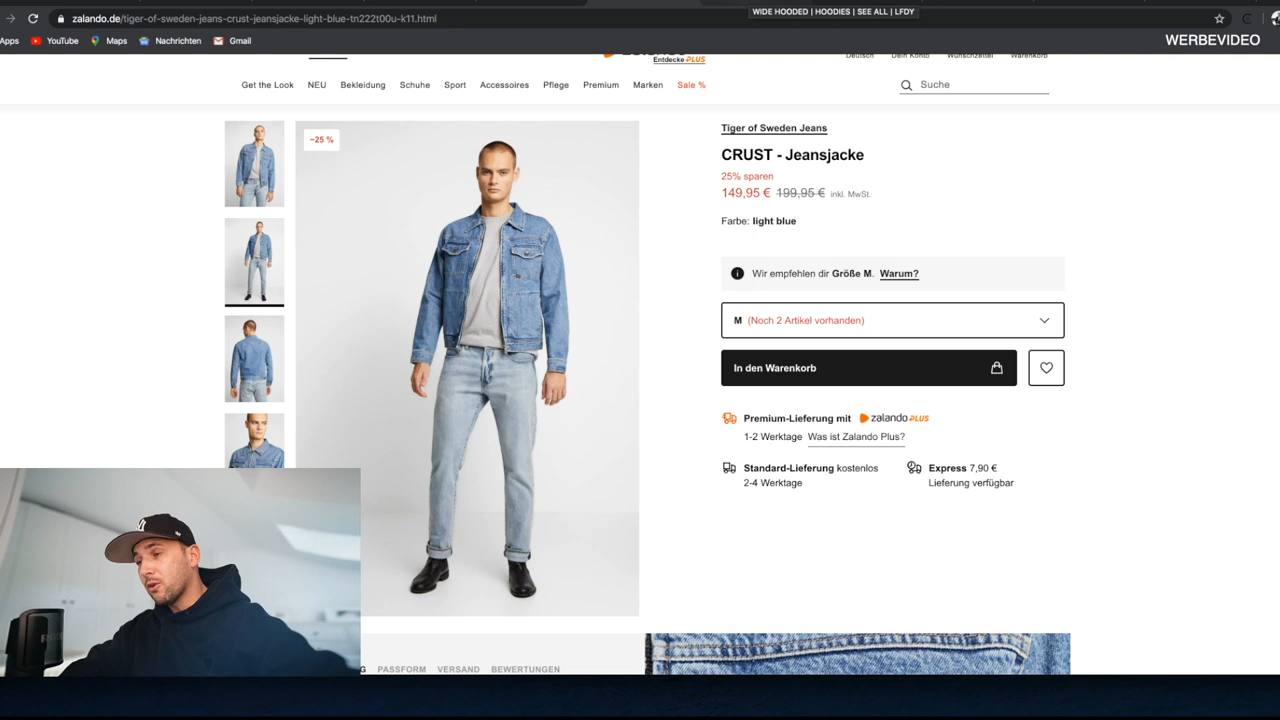 WIDE HOODED | HOODIES | SEE ALL | LFDY
zalando.de/tiger-of-sweden-jeans-crust-jeansjacke-light-blue-tn222t00u-k11.html
Apps YouTube Maps Nachrichten Gmail
WERBEVIDEO
Entdecke PLUS
Deutsch Dein Konto Wunschzettel Warenkorb
Get the Look NEU Bekleidung Schuhe Sport Accessoires Pflege Premium Marken Sale %
Suche
-25 %
Tiger of Sweden Jeans
CRUST - Jeansjacke
25% sparen
149,95 € 199,95 € inkl. MwSt.
Farbe: light blue
Wir empfehlen dir Größe M. Warum?
M (Noch 2 Artikel vorhanden)
In den Warenkorb
Premium-Lieferung mit zalando PLUS
1-2 Werktage Was ist Zalando Plus?
Standard-Lieferung kostenlos
2-4 Werktage
Express 7,90 €
Lieferung verfügbar
G PASSFORM VERSAND BEWERTUNGEN